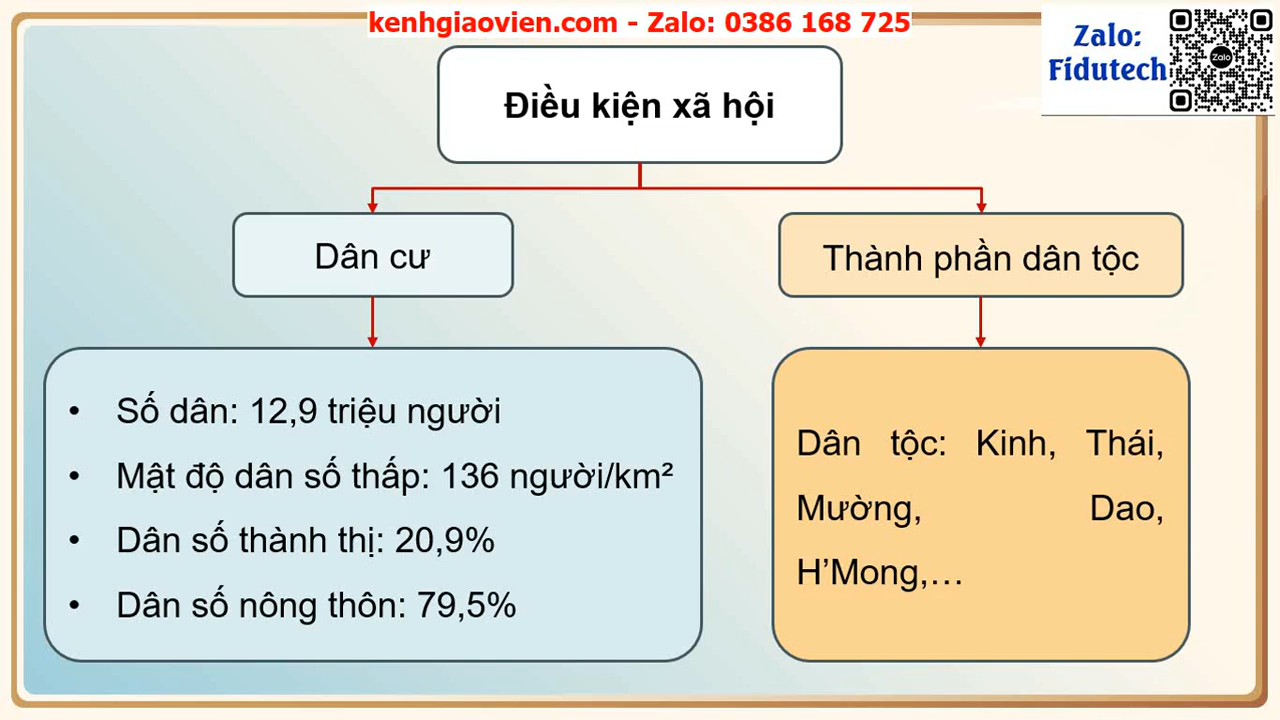 kenhgiaovien.com - Zalo: 0386 168 725
Zalo:
Fidutech
Zalo
Điều kiện xã hội
Dân cư
Thành phần dân tộc
• Số dân: 12,9 triệu người
• Mật độ dân số thấp: 136 người/km²
• Dân số thành thị: 20,9%
• Dân số nông thôn: 79,5%
Dân tộc: Kinh, Thái,
Mường, Dao,
H’Mong,…